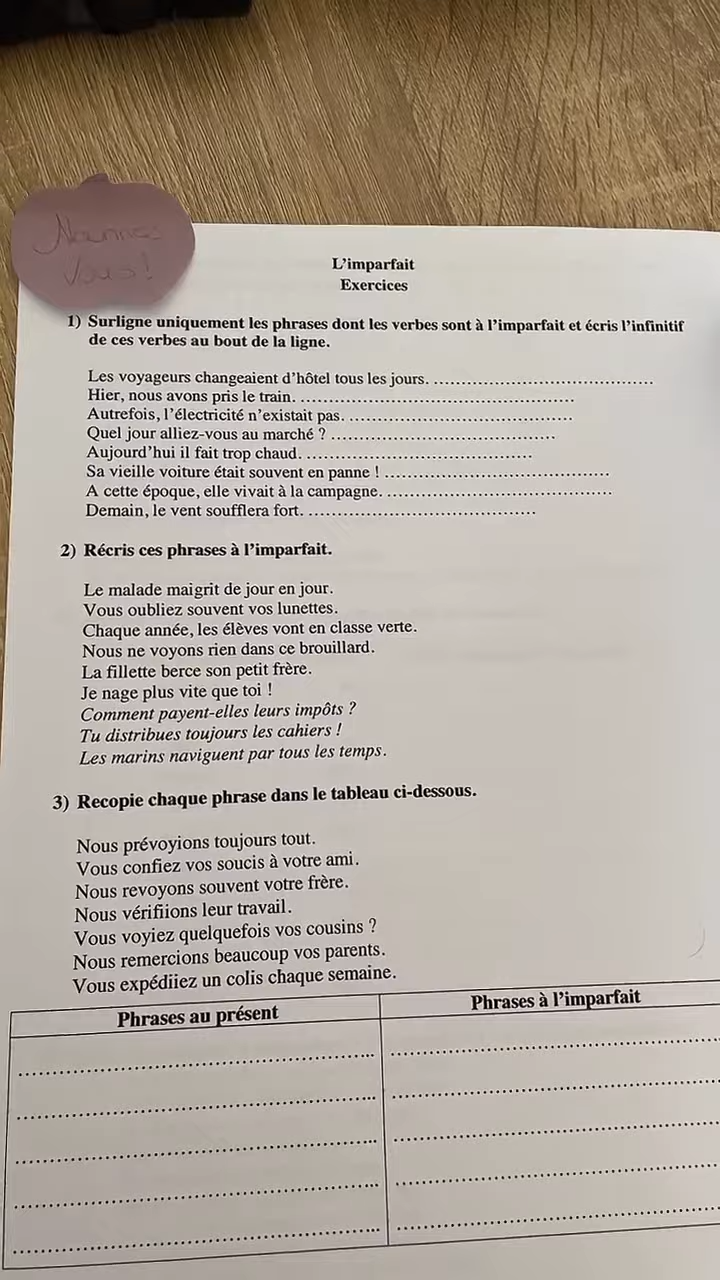 Vous!
L'imparfait
Exercices
1) Surligne uniquement les phrases dont les verbes sont à l'imparfait et écris l'infinitif
de ces verbes au bout de la ligne.
Les voyageurs changeaient d'hôtel tous les jours. ........................................
Hier, nous avons pris le train. ........................................
Autrefois, l'électricité n'existait pas. ........................................
Quel jour alliez-vous au marché ? ........................................
Aujourd'hui il fait trop chaud. ........................................
Sa vieille voiture était souvent en panne ! ........................................
A cette époque, elle vivait à la campagne. ........................................
Demain, le vent soufflera fort. ........................................
2) Récris ces phrases à l'imparfait.
Le malade maigrit de jour en jour.
Vous oubliez souvent vos lunettes.
Chaque année, les élèves vont en classe verte.
Nous ne voyons rien dans ce brouillard.
La fillette berce son petit frère.
Je nage plus vite que toi !
Comment payent-elles leurs impôts ?
Tu distribues toujours les cahiers !
Les marins naviguent par tous les temps.
3) Recopie chaque phrase dans le tableau ci-dessous.
Nous prévoyions toujours tout.
Vous confiez vos soucis à votre ami.
Nous revoyons souvent votre frère.
Nous vérifiions leur travail.
Vous voyiez quelquefois vos cousins ?
Nous remercions beaucoup vos parents.
Vous expédiiez un colis chaque semaine.
Phrases au présent
Phrases à l'imparfait